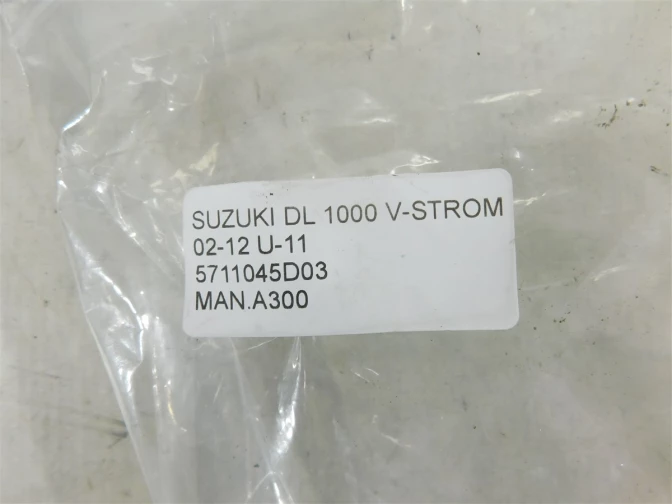 SUZUKI DL 1000 V-STROM
02-12 U-11
5711045D03
MAN.A300